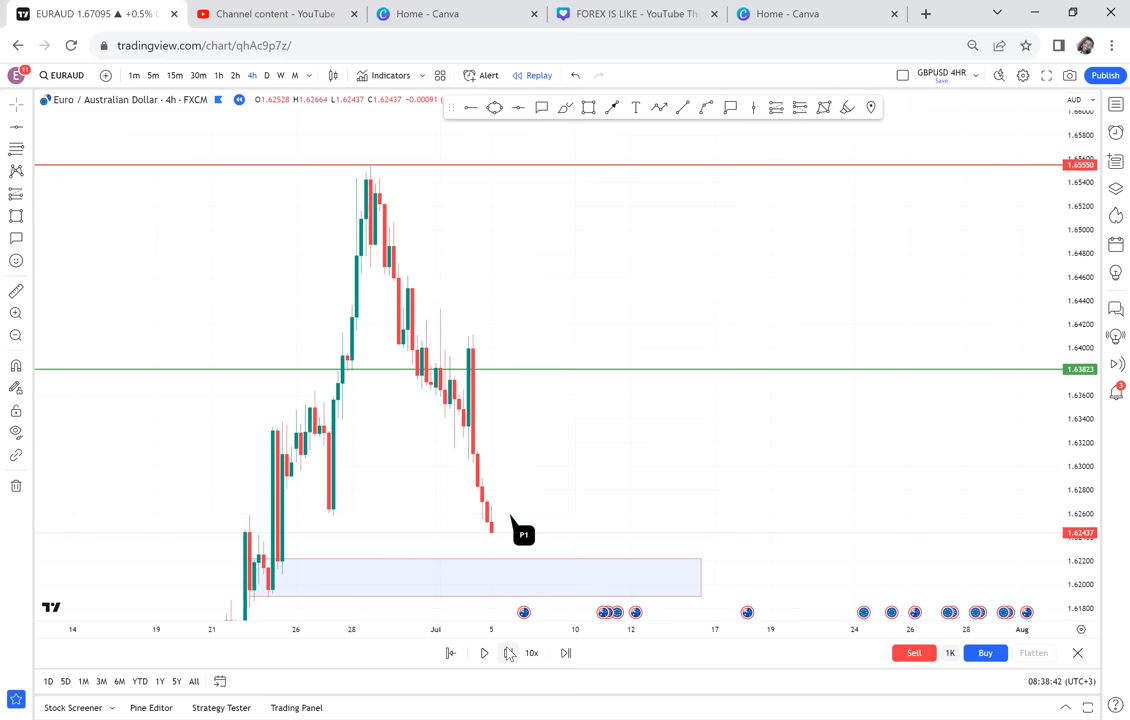 EURAUD 1.67095 ▲ +0.5%
Channel content - YouTube
Home - Canva
FOREX IS LIKE - YouTube Th
Home - Canva
tradingview.com/chart/qhAc9p7z/
E 11
EURAUD
1m 5m 15m 30m 1h 2h 4h D W M
Indicators
Alert
Replay
GBPUSD 4HR
Save
Publish
Euro / Australian Dollar · 4h · FXCM
O1.62528 H1.62664 L1.62437 C1.62437 −0.00091
AUD
1.66000
1.65800
1.65550
1.65400
1.65200
1.65000
1.64800
1.64600
1.64400
1.64200
1.64000
1.63823
1.63600
1.63400
1.63200
1.63000
1.62800
1.62600
1.62437
1.62200
1.62000
1.61800
3
P1
14 19 21 26 28 Jul 5 10 12 17 19 24 26 28 Aug
10x
Sell 1K Buy Flatten
1D 5D 1M 3M 6M YTD 1Y 5Y All
08:38:42 (UTC+3)
Stock Screener Pine Editor Strategy Tester Trading Panel